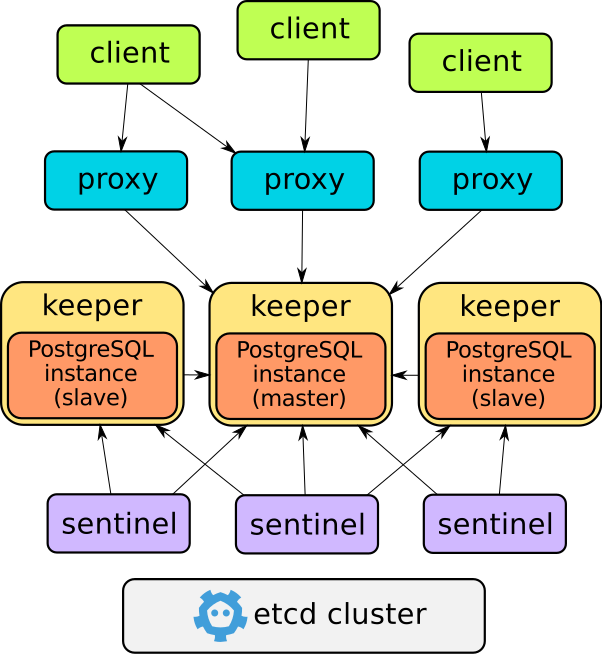 client
client
client
proxy
proxy
proxy
keeper
PostgreSQL
instance
(slave)
keeper
PostgreSQL
instance
(master)
keeper
PostgreSQL
instance
(slave)
sentinel
sentinel
sentinel
etcd cluster